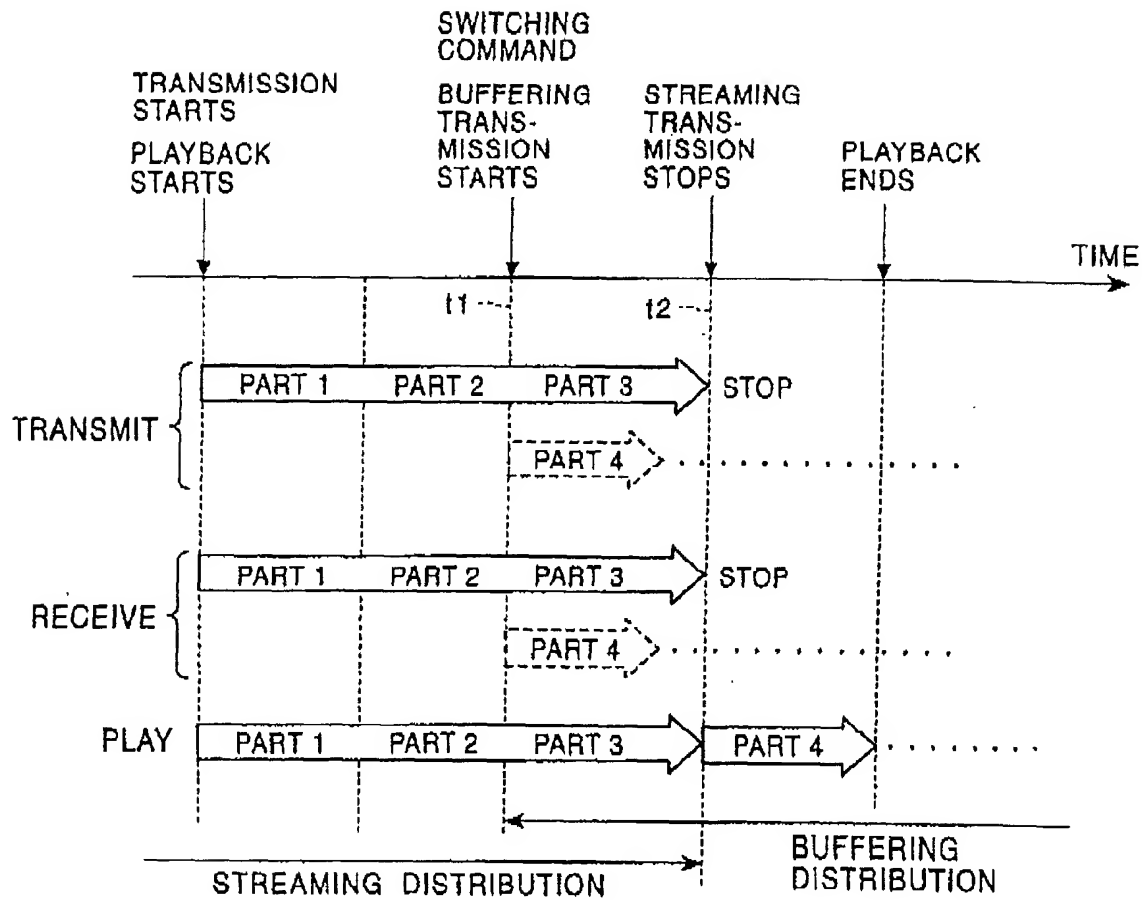 SWITCHING
COMMAND
TRANSMISSION
STARTS
PLAYBACK
STARTS
BUFFERING
TRANS-
MISSION
STARTS
STREAMING
TRANS-
MISSION
STOPS
PLAYBACK
ENDS
TIME
t1
t2
TRANSMIT
PART 1 PART 2 PART 3 STOP
PART 4
RECEIVE
PART 1 PART 2 PART 3 STOP
PART 4
PLAY PART 1 PART 2 PART 3 PART 4
STREAMING DISTRIBUTION
BUFFERING
DISTRIBUTION